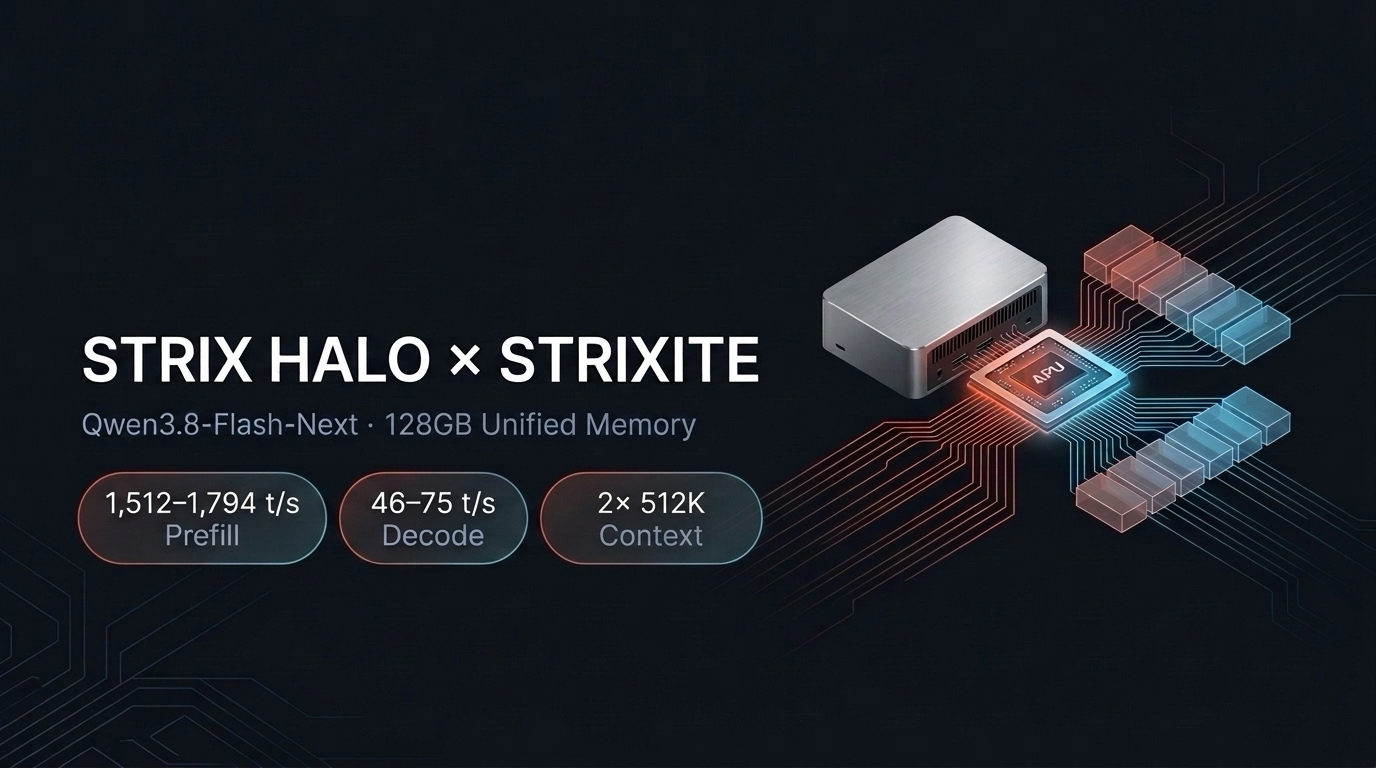 STRIX HALO × STRIXITE
Qwen3.8-Flash-Next · 128GB Unified Memory
1,512–1,794 t/s
Prefill
46–75 t/s
Decode
2× 512K
Context
APU